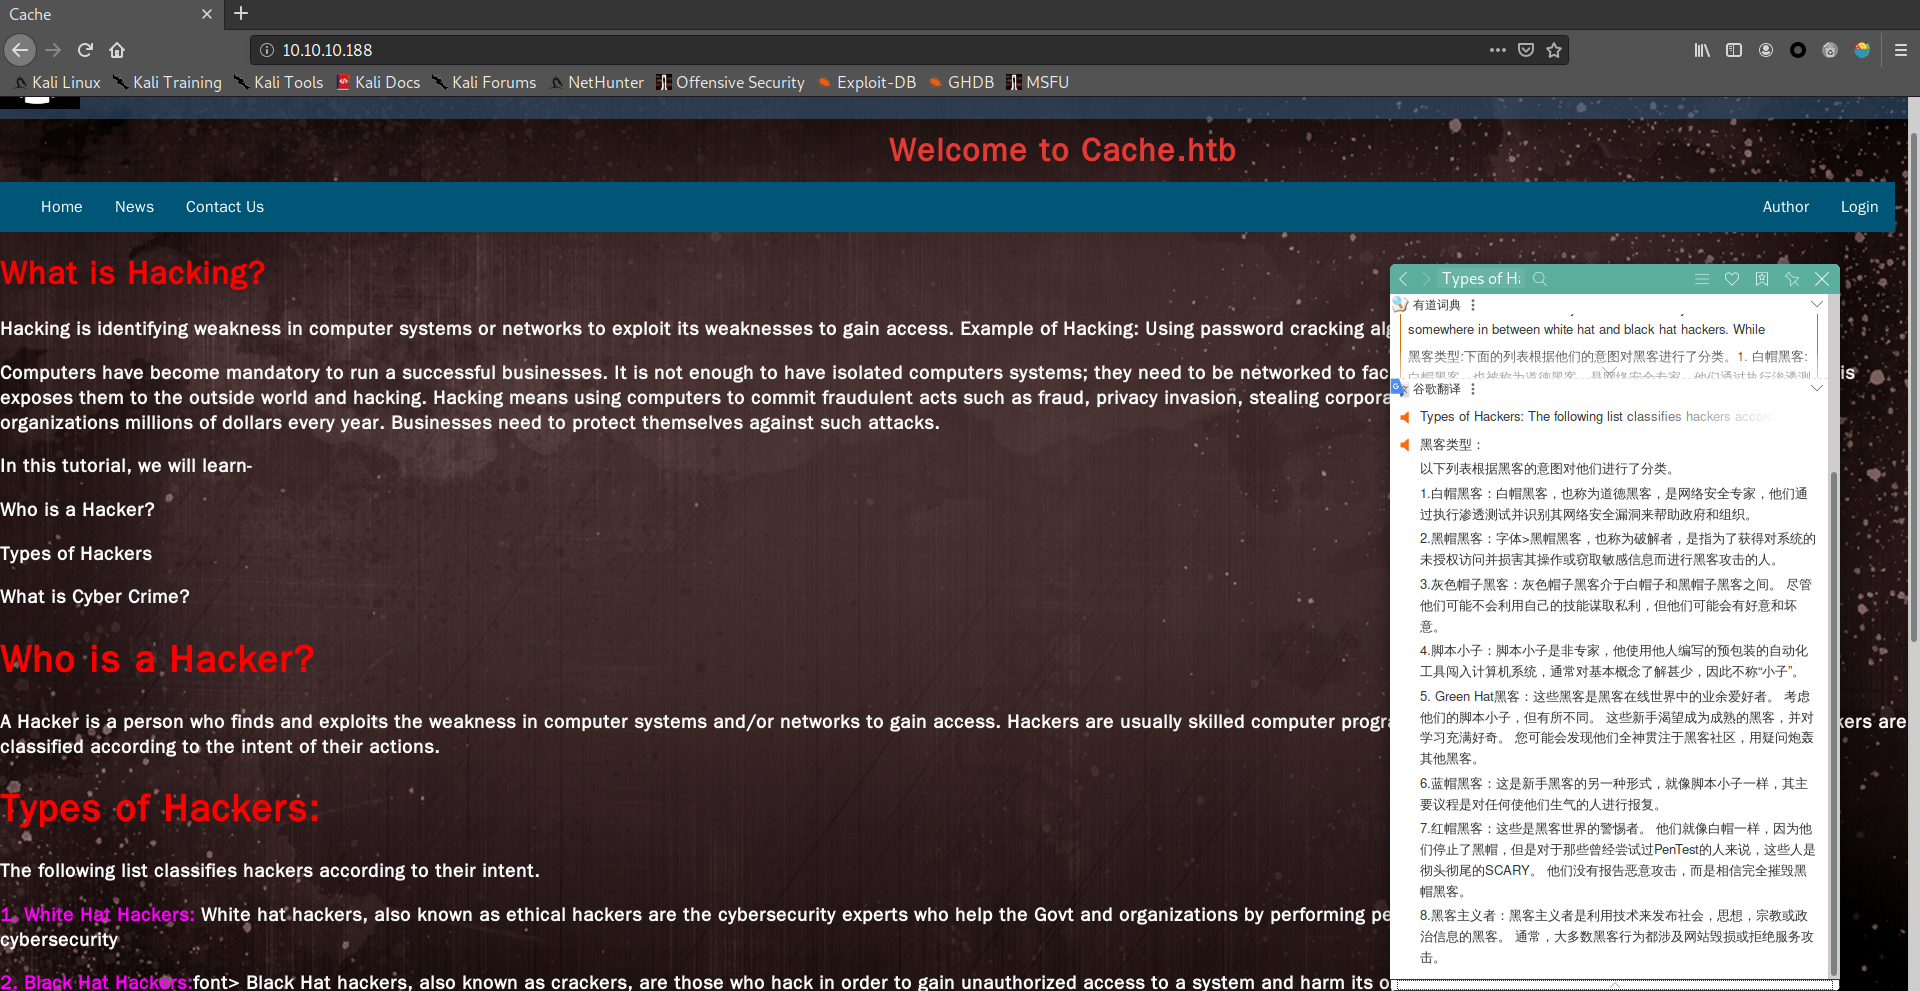 Cache
10.10.10.188
Kali Linux Kali Training Kali Tools Kali Docs Kali Forums NetHunter Offensive Security Exploit-DB GHDB MSFU
Welcome to Cache.htb
Home News Contact Us Author Login
What is Hacking?
Hacking is identifying weakness in computer systems or networks to exploit its weaknesses to gain access. Example of Hacking: Using password cracking
Computers have become mandatory to run a successful businesses. It is not enough to have isolated computers systems; they need to be networked to
exposes them to the outside world and hacking. Hacking means using computers to commit fraudulent acts such as fraud, privacy invasion, stealing
organizations millions of dollars every year. Businesses need to protect themselves against such attacks.
In this tutorial, we will learn-
Who is a Hacker?
Types of Hackers
What is Cyber Crime?
Who is a Hacker?
A Hacker is a person who finds and exploits the weakness in computer systems and/or networks to gain access. Hackers are usually skilled computer
classified according to the intent of their actions.
Types of Hackers:
The following list classifies hackers according to their intent.
1. White Hat Hackers: White hat hackers, also known as ethical hackers are the cybersecurity experts who help the Govt and organizations by performing
cybersecurity
2. Black Hat Hackers:font> Black Hat hackers, also known as crackers, are those who hack in order to gain unauthorized access to a system and harm its
Types of Ha
有道词典
somewhere in between white hat and black hat hackers. While
黑客类型:下面的列表根据他们的意图对黑客进行了分类。1. 白帽黑客:
白帽黑客，也被称为道德黑客，是网络安全专家，他们通过执行渗透测
谷歌翻译
Types of Hackers: The following list classifies hackers accord
黑客类型：
以下列表根据黑客的意图对他们进行了分类。
1.白帽黑客：白帽黑客，也称为道德黑客，是网络安全专家，他们通
过执行渗透测试并识别其网络安全漏洞来帮助政府和组织。
2.黑帽黑客：字体>黑帽黑客，也称为破解者，是指为了获得对系统的
未授权访问并损害其操作或窃取敏感信息而进行黑客攻击的人。
3.灰色帽子黑客：灰色帽子黑客介于白帽子和黑帽子黑客之间。 尽管
他们可能不会利用自己的技能谋取私利，但他们可能会有好意和坏
意。
4.脚本小子：脚本小子是非专家，他使用他人编写的预包装的自动化
工具闯入计算机系统，通常对基本概念了解甚少，因此不称“小子”。
5. Green Hat黑客：这些黑客是黑客在线世界中的业余爱好者。 考虑
他们的脚本小子，但有所不同。 这些新手渴望成为成熟的黑客，并对
学习充满好奇。 您可能会发现他们全神贯注于黑客社区，用疑问炮轰
其他黑客。
6.蓝帽黑客：这是新手黑客的另一种形式，就像脚本小子一样，其主
要议程是对任何使他们生气的人进行报复。
7.红帽黑客：这些是黑客世界的警惕者。 他们就像白帽一样，因为他
们停止了黑帽，但是对于那些曾经尝试过PenTest的人来说，这些人是
彻头彻尾的SCARY。 他们没有报告恶意攻击，而是相信完全摧毁黑
帽黑客。
8.黑客主义者：黑客主义者是利用技术来发布社会，思想，宗教或政
治信息的黑客。 通常，大多数黑客行为都涉及网站毁损或拒绝服务攻
击。